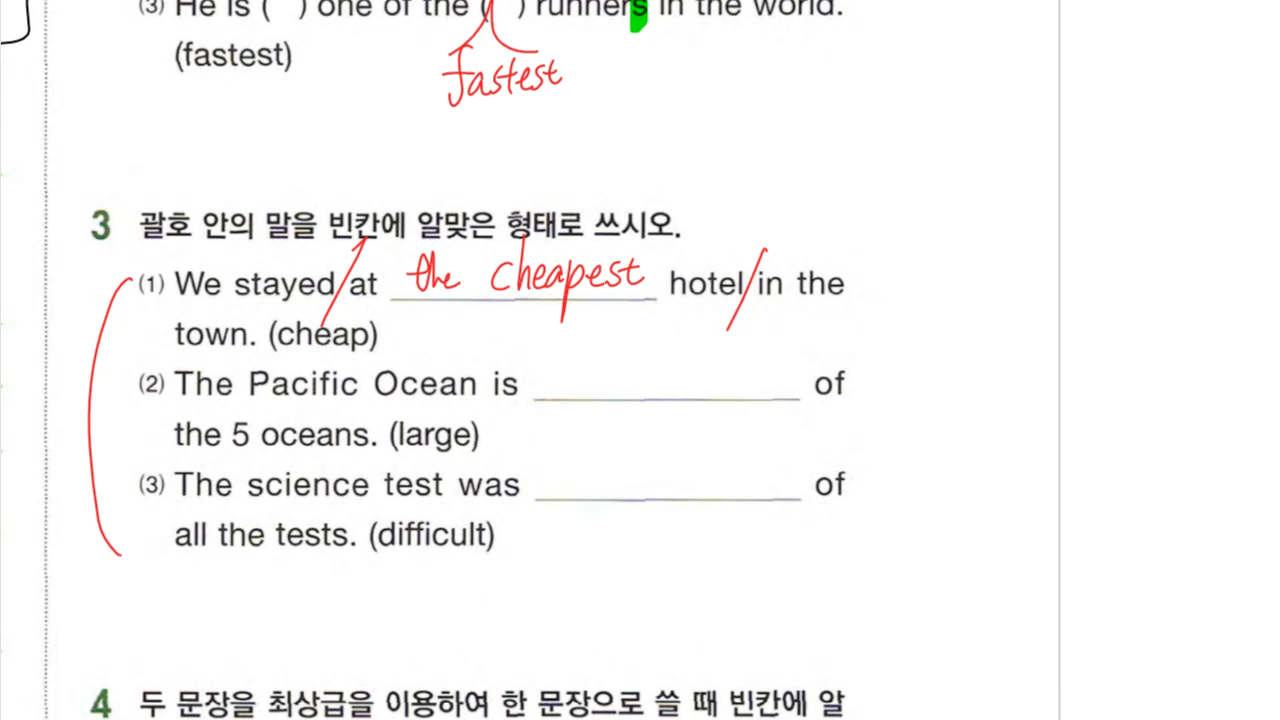 (3) He is ( ) one of the ( ) runners in the world.
(fastest)
fastest
3 괄호 안의 말을 빈칸에 알맞은 형태로 쓰시오.
(1) We stayed at the cheapest hotel in the
town. (cheap)
(2) The Pacific Ocean is ____________ of
the 5 oceans. (large)
(3) The science test was ____________ of
all the tests. (difficult)
4 두 문장을 최상급을 이용하여 한 문장으로 쓸 때 빈칸에 알